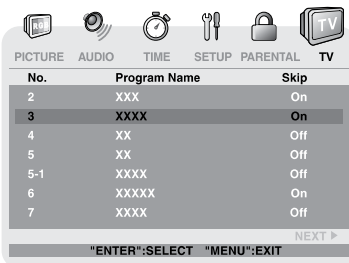 TV
PICTURE AUDIO TIME SETUP PARENTAL TV
No. Program Name Skip
2 XXX On
3 XXXX On
4 XX Off
5 XX Off
5-1 XXXX Off
6 XXXXX On
7 XXXX Off
NEXT ▶
"ENTER":SELECT "MENU":EXIT